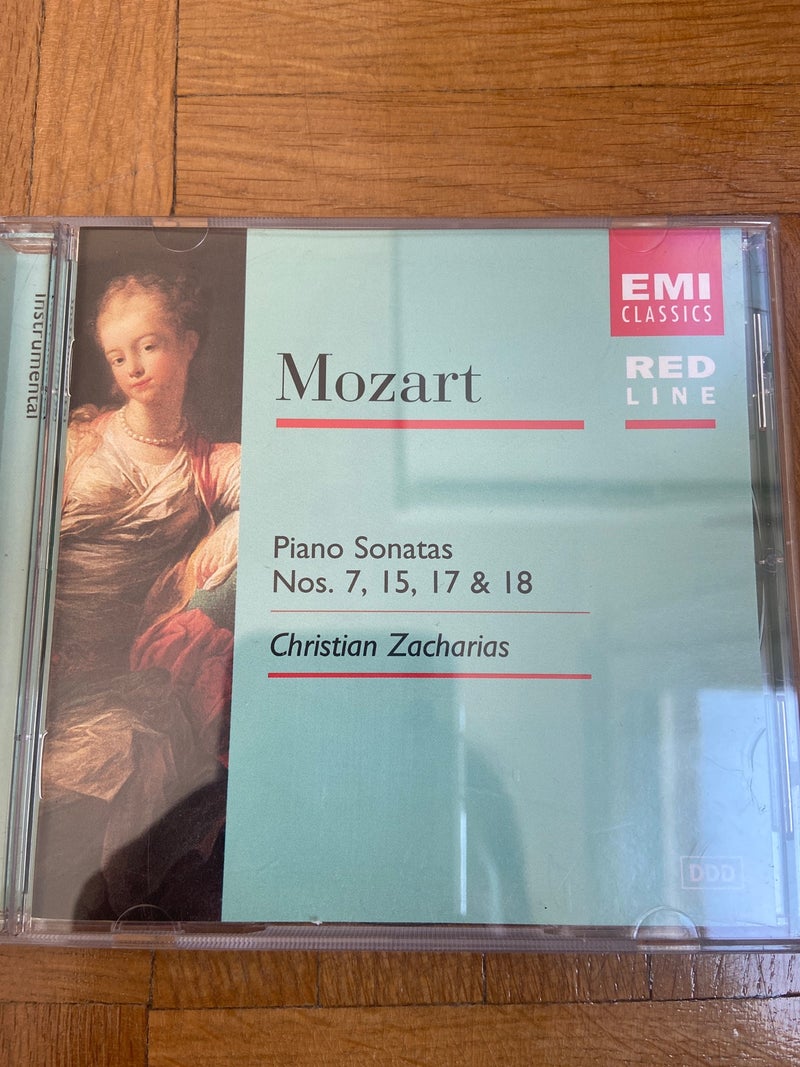 Instrumental
EMI
CLASSICS
RED
LINE
Mozart
Piano Sonatas
Nos. 7, 15, 17 & 18
Christian Zacharias
DDD